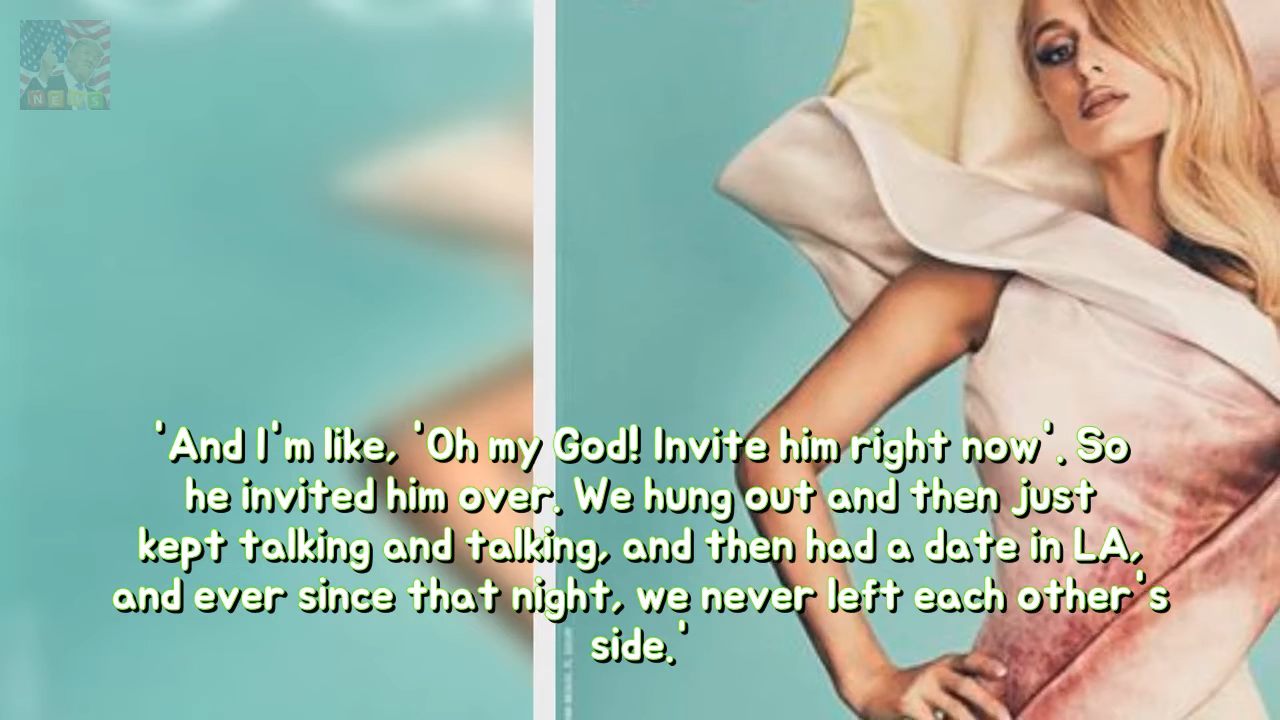 NEWS
'And I'm like, 'Oh my God! Invite him right now'. So
he invited him over. We hung out and then just
kept talking and talking, and then had a date in LA,
and ever since that night, we never left each other's
side.'